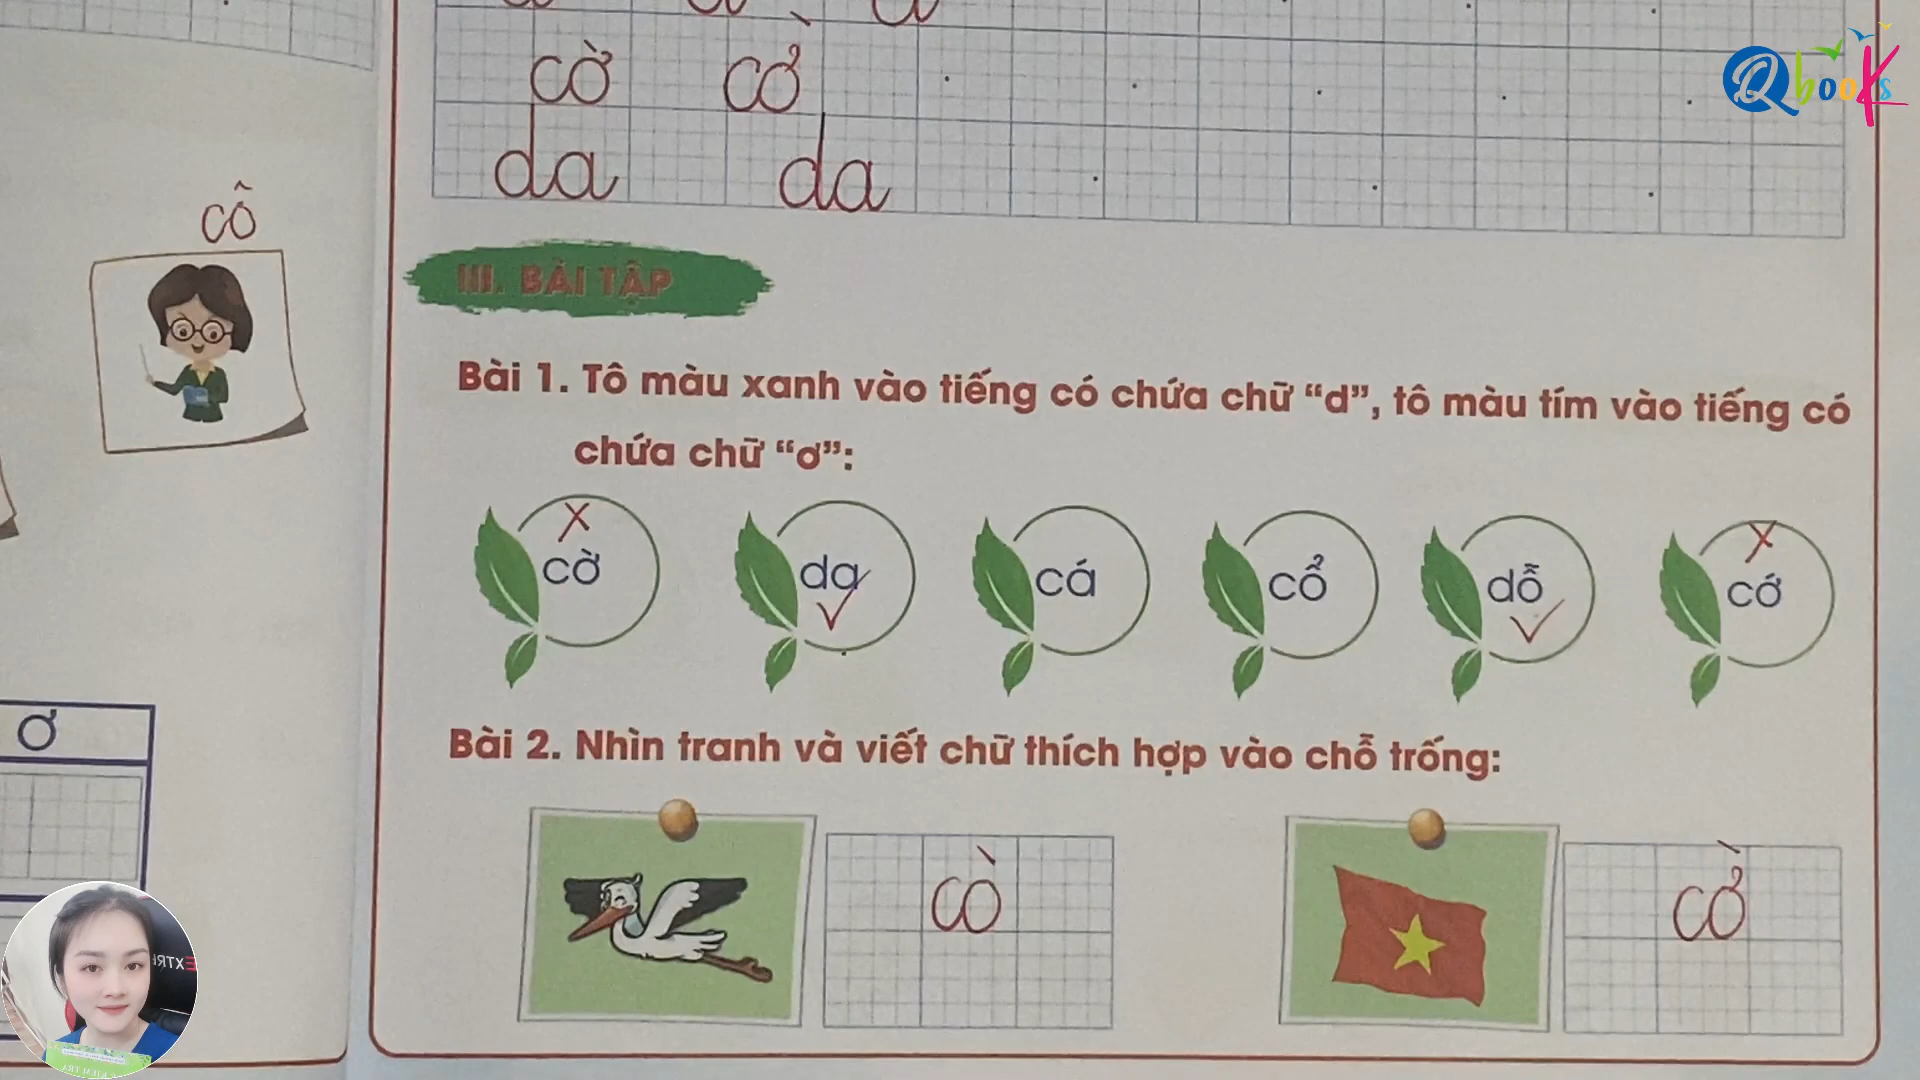 Qbooks
cờ cờ
da da
cô
III. BÀI TẬP
Bài 1. Tô màu xanh vào tiếng có chứa chữ “d”, tô màu tím vào tiếng có
chứa chữ “ơ”:
cờ da cá cổ dỗ cớ
Bài 2. Nhìn tranh và viết chữ thích hợp vào chỗ trống:
ơ
cò cờ